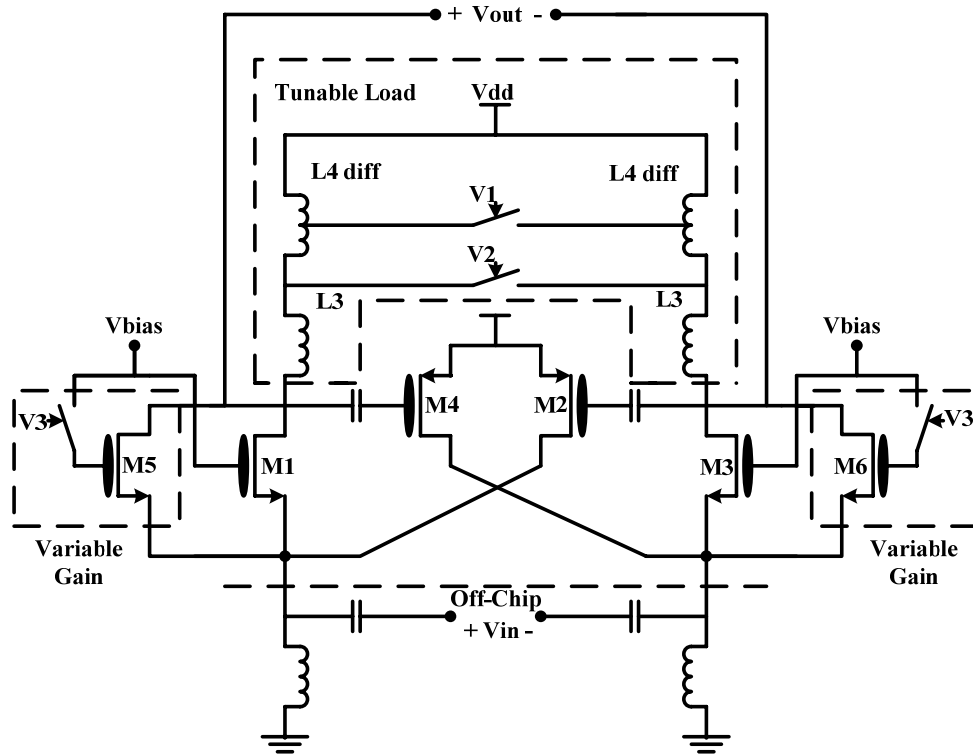 + Vout -
Tunable Load
Vdd
L4 diff
L4 diff
V1
V2
L3
L3
Vbias
Vbias
V3
M5
M1
M4
M2
M3
M6
V3
Variable
Gain
Variable
Gain
Off-Chip
+ Vin -